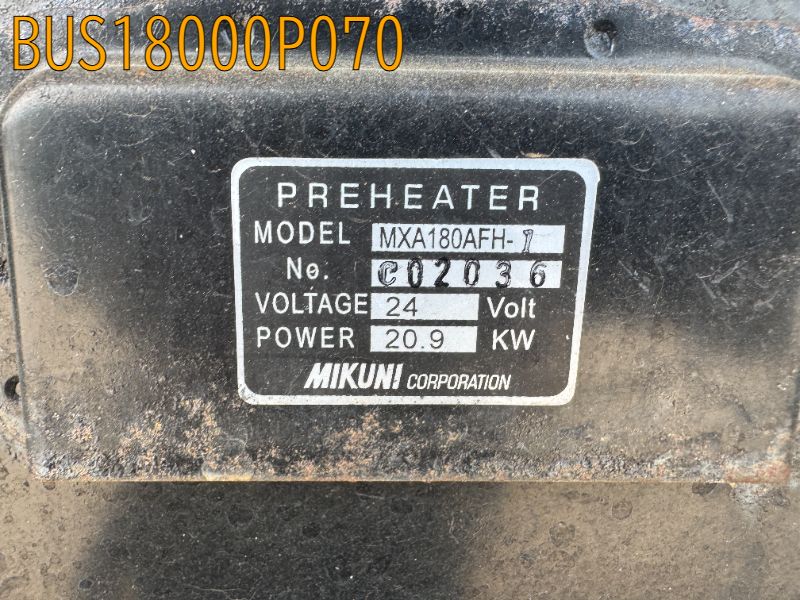 BUS18000P070
PREHEATER
MODEL MXA180AFH-1
No. C02036
VOLTAGE 24 Volt
POWER 20.9 KW
MIKUNI CORPORATION